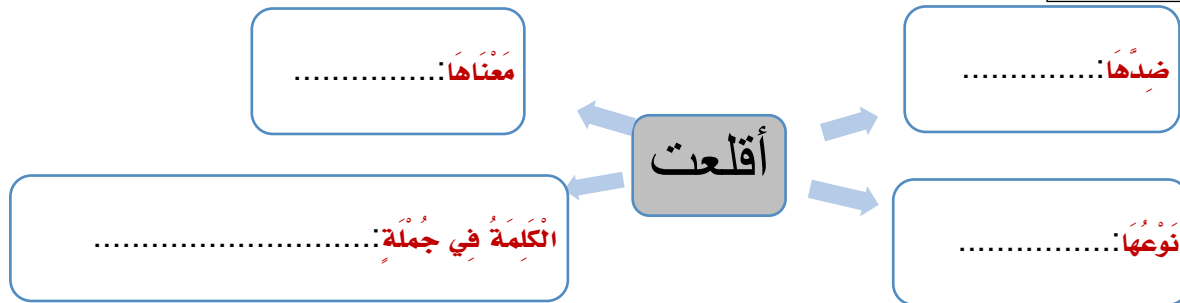 ضِدَّهَا:..............
مَعْنَاهَا:...............
أقلعت
نَوْعُهَا:................
الْكَلِمَةُ فِي جُمْلَةٍ:.............................